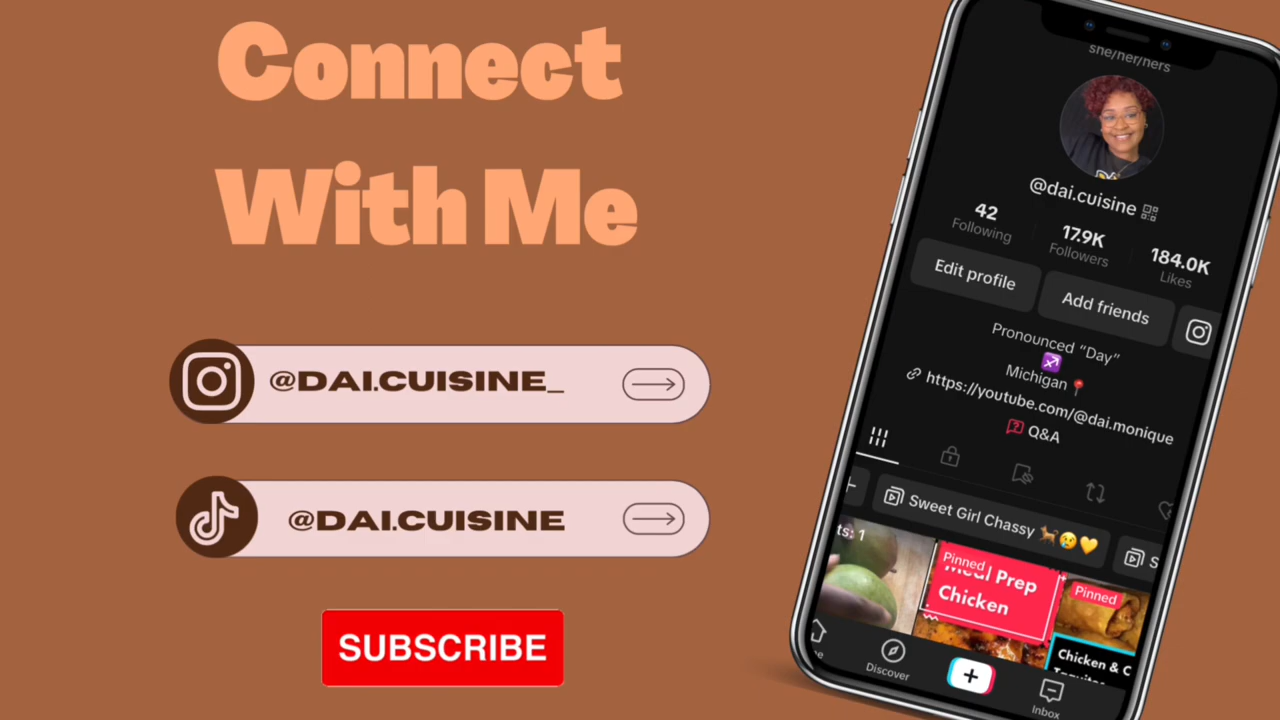 Connect
With Me
@DAI.CUISINE_
@DAI.CUISINE
SUBSCRIBE
she/her/hers
@dai.cuisine
42
Following
17.9K
Followers
184.0K
Likes
Edit profile
Add friends
Pronounced “Day”
♐
Michigan 📍
https://youtube.com/@dai.monique
Q&A
Sweet Girl Chassy 🐕😢💛
S
ts: 1
Pinned
Meal Prep
Chicken
Pinned
Chicken & C
Discover
Inbox